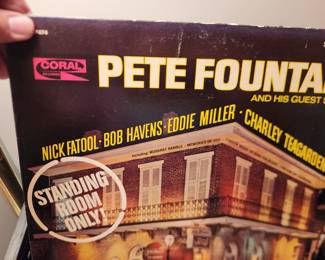 CORAL
PETE FOUNTA
AND HIS GUEST
NICK FATOOL · BOB HAVENS · EDDIE MILLER · CHARLEY TEAGARDEN
STANDING
ROOM
ONLY!